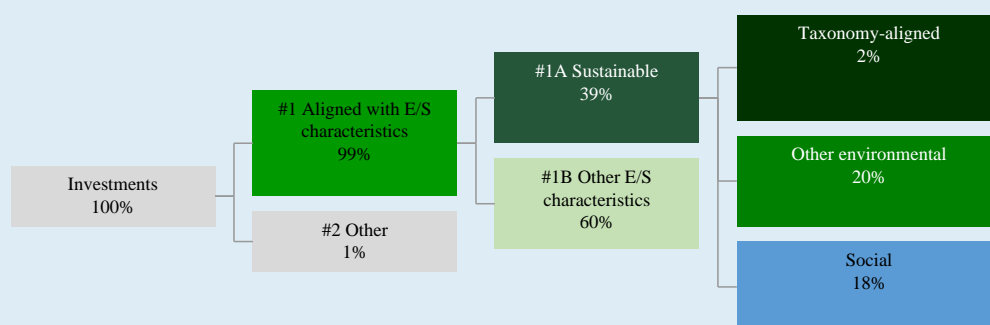 Investments
100%
#1 Aligned with E/S
characteristics
99%
#2 Other
1%
#1A Sustainable
39%
#1B Other E/S
characteristics
60%
Taxonomy-aligned
2%
Other environmental
20%
Social
18%